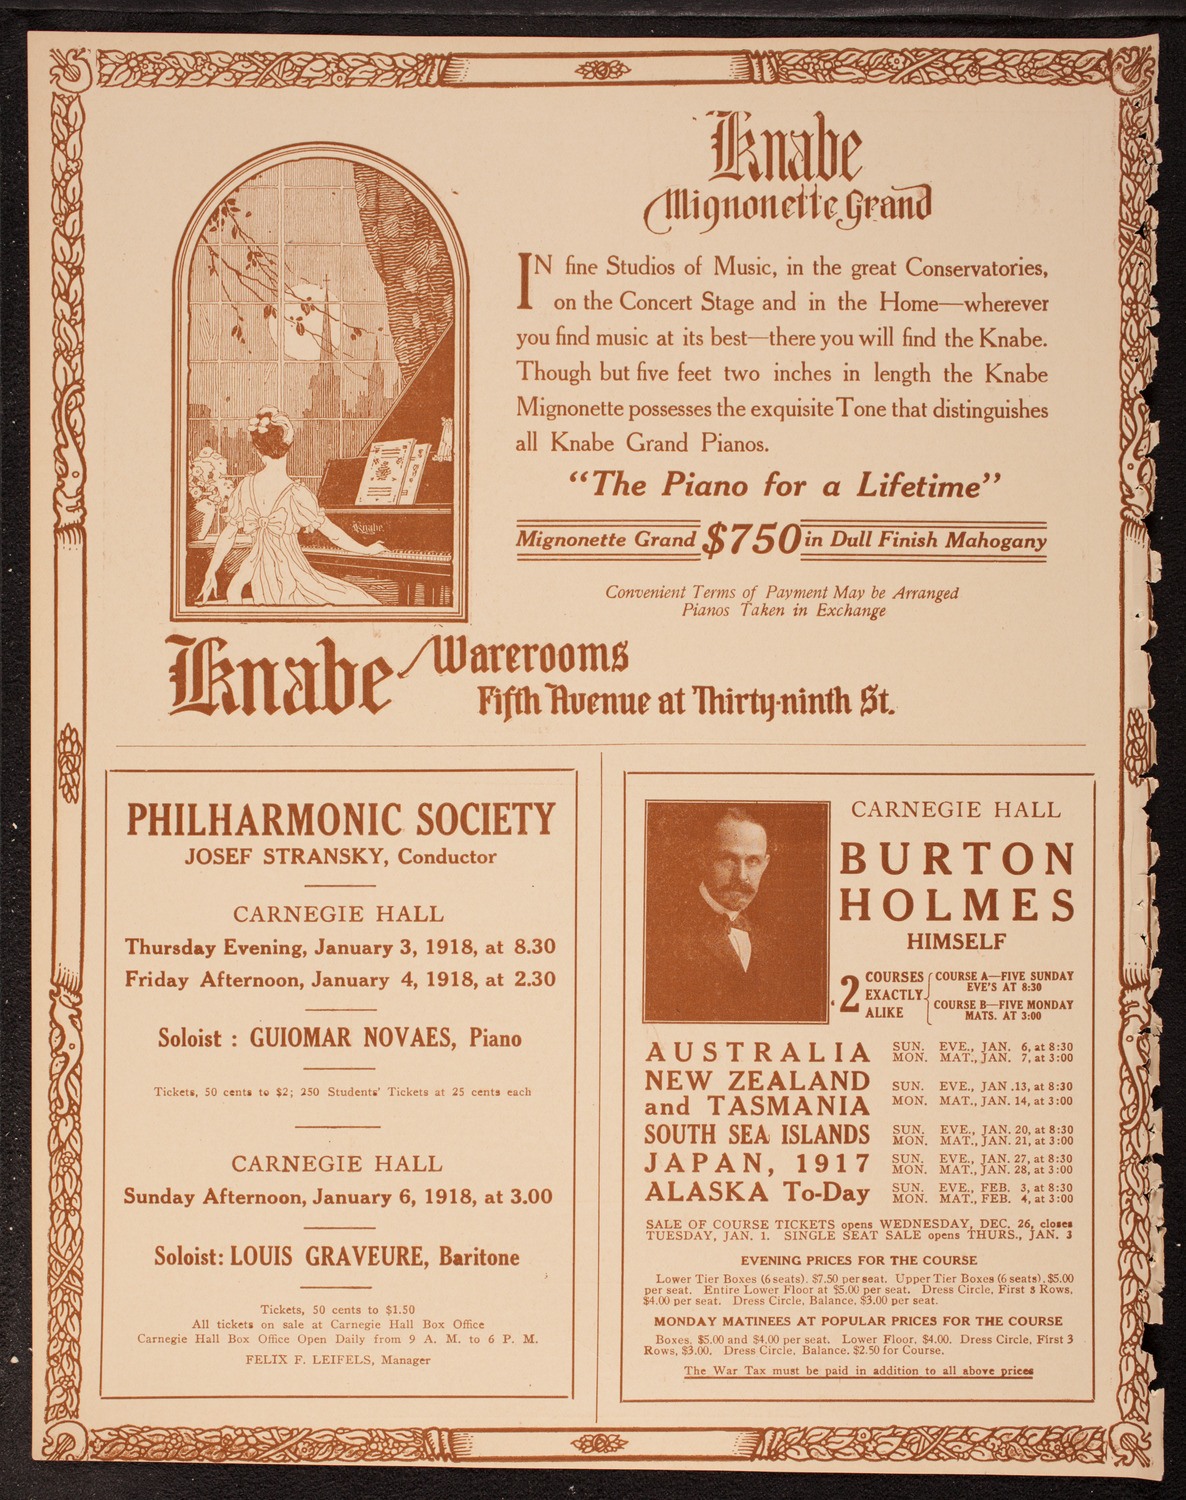 Knabe
Mignonette Grand
IN fine Studios of Music, in the great Conservatories,
on the Concert Stage and in the Home—wherever
you find music at its best—there you will find the Knabe.
Though but five feet two inches in length the Knabe
Mignonette possesses the exquisite Tone that distinguishes
all Knabe Grand Pianos.
"The Piano for a Lifetime"
Mignonette Grand $750 in Dull Finish Mahogany
Convenient Terms of Payment May be Arranged
Pianos Taken in Exchange
Knabe
Knabe Warerooms
Fifth Avenue at Thirty-ninth St.
PHILHARMONIC SOCIETY
JOSEF STRANSKY, Conductor
CARNEGIE HALL
Thursday Evening, January 3, 1918, at 8.30
Friday Afternoon, January 4, 1918, at 2.30
Soloist : GUIOMAR NOVAES, Piano
Tickets, 50 cents to $2; 250 Students' Tickets at 25 cents each
CARNEGIE HALL
Sunday Afternoon, January 6, 1918, at 3.00
Soloist: LOUIS GRAVEURE, Baritone
Tickets, 50 cents to $1.50
All tickets on sale at Carnegie Hall Box Office
Carnegie Hall Box Office Open Daily from 9 A. M. to 6 P. M.
FELIX F. LEIFELS, Manager
CARNEGIE HALL
BURTON
HOLMES
HIMSELF
2 COURSES EXACTLY ALIKE
COURSE A—FIVE SUNDAY
EVE'S AT 8:30
COURSE B—FIVE MONDAY
MATS. AT 3:00
AUSTRALIA SUN. EVE., JAN. 6, at 8:30
MON. MAT., JAN. 7, at 3:00
NEW ZEALAND SUN. EVE., JAN .13, at 8:30
and TASMANIA MON. MAT., JAN. 14, at 3:00
SOUTH SEA ISLANDS SUN. EVE., JAN. 20, at 8:30
MON. MAT., JAN. 21, at 3:00
JAPAN, 1917 SUN. EVE., JAN. 27, at 8:30
MON. MAT., JAN. 28, at 3:00
ALASKA To-Day SUN. EVE., FEB. 3, at 8:30
MON. MAT., FEB. 4, at 3:00
SALE OF COURSE TICKETS opens WEDNESDAY, DEC. 26, closes
TUESDAY, JAN. 1. SINGLE SEAT SALE opens THURS., JAN. 3
EVENING PRICES FOR THE COURSE
Lower Tier Boxes (6 seats), $7.50 per seat. Upper Tier Boxes (6 seats), $5.00
per seat. Entire Lower Floor at $5.00 per seat. Dress Circle, First 3 Rows,
$4.00 per seat. Dress Circle, Balance, $3.00 per seat.
MONDAY MATINEES AT POPULAR PRICES FOR THE COURSE
Boxes, $5.00 and $4.00 per seat. Lower Floor, $4.00. Dress Circle, First 3
Rows, $3.00. Dress Circle, Balance, $2.50 for Course.
The War Tax must be paid in addition to all above prices